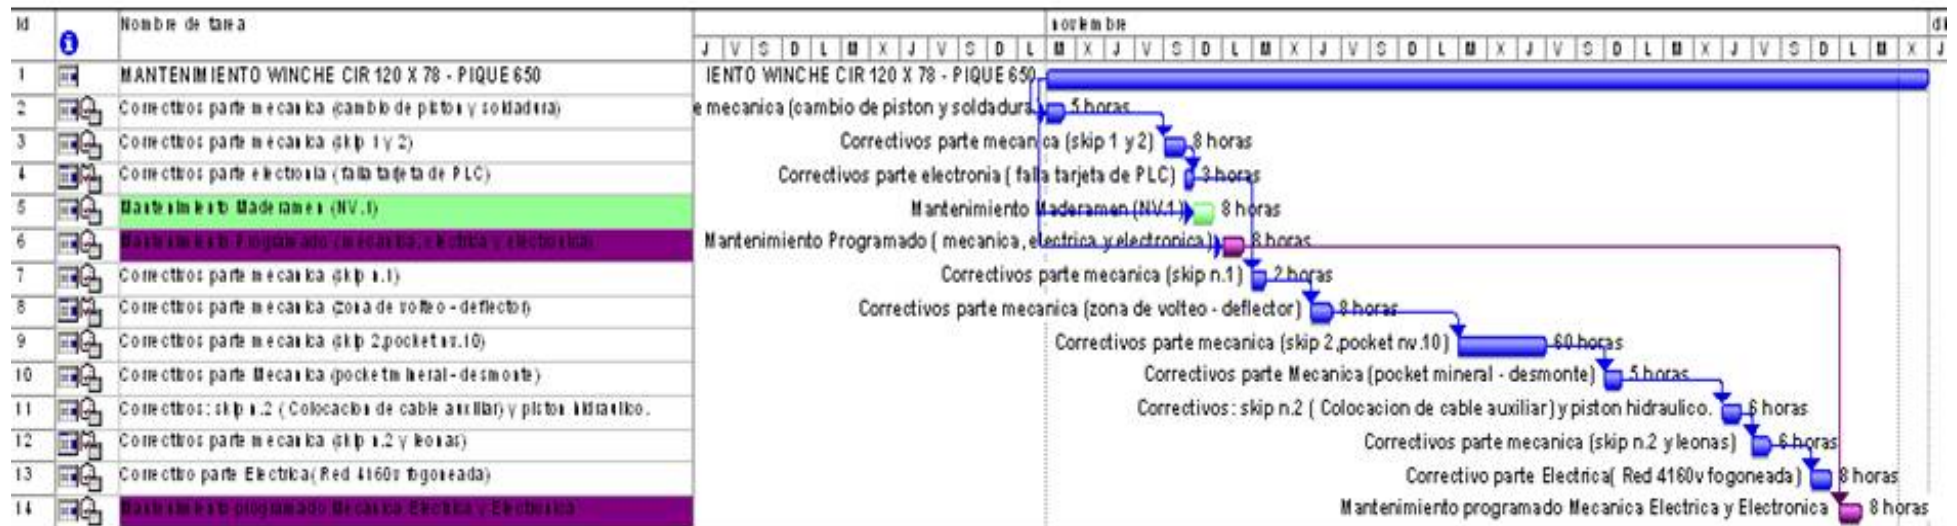 Id Nombre de tarea noviembre di
J V S D L M X J V S D L M X J V S D L M X J V S D L M X J V S D L M X J
1 MANTENIMIENTO WINCHE CIR 120 X 78 - PIQUE 650 IENTO WINCHE CIR 120 X 78 - PIQUE 650
2 Correctivos parte mecanica (cambio de piston y soldadura) e mecanica (cambio de piston y soldadura 5 horas
3 Correctivos parte mecanica (skip 1 y 2) Correctivos parte mecanica (skip 1 y 2) 8 horas
4 Correctivos parte electronia ( falla tarjeta de PLC) Correctivos parte electronia ( falla tarjeta de PLC) 3 horas
5 Mantenimiento Maderamen (NV.1) Mantenimiento Maderamen (NV.1) 8 horas
6 Mantenimiento Programado ( mecanica, electrica y electronica) Mantenimiento Programado ( mecanica, electrica y electronica ) 8 horas
7 Correctivos parte mecanica (skip n.1) Correctivos parte mecanica (skip n.1) 2 horas
8 Correctivos parte mecanica (zona de volteo - deflector) Correctivos parte mecanica (zona de volteo - deflector) 8 horas
9 Correctivos parte mecanica (skip 2,pocket nv.10) Correctivos parte mecanica (skip 2,pocket nv.10) 60 horas
10 Correctivos parte Mecanica (pocket mineral - desmonte) Correctivos parte Mecanica (pocket mineral - desmonte) 5 horas
11 Correctivos: skip n.2 ( Colocacion de cable auxiliar) y piston hidraulico. Correctivos: skip n.2 ( Colocacion de cable auxiliar) y piston hidraulico. 6 horas
12 Correctivos parte mecanica (skip n.2 y leonas) Correctivos parte mecanica (skip n.2 y leonas) 6 horas
13 Correctivo parte Electrica( Red 4160v fogoneada) Correctivo parte Electrica( Red 4160v fogoneada) 8 horas
14 Mantenimiento programado Mecanica Electrica y Electronica Mantenimiento programado Mecanica Electrica y Electronica 8 horas